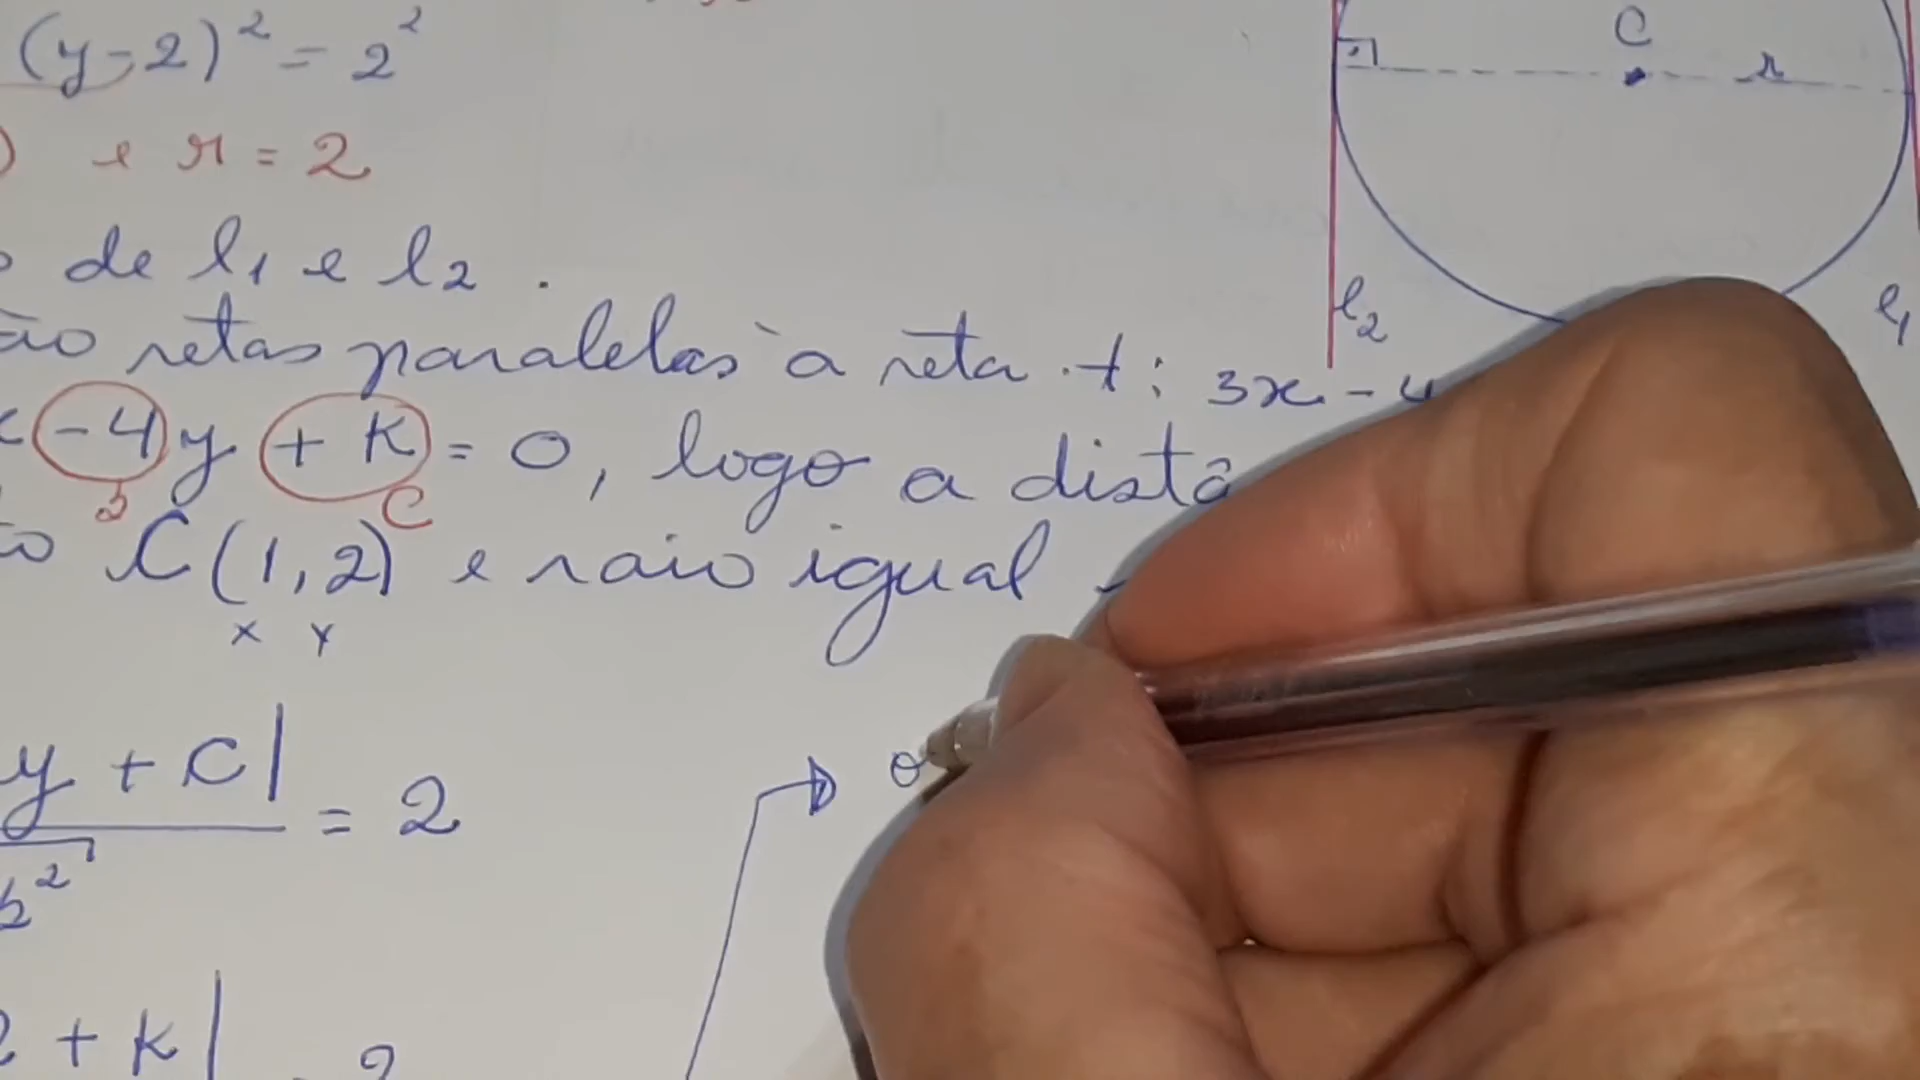 (y-2)² = 2²
) e r = 2
de l1 e l2 .
ão retas paralelas à reta t: 3x - 4
-4 y + k = 0, logo a distâ
b C
C(1,2) e raio igual
x y
y + C| = 2
b²
+ k|
2
C
r
l2
l1